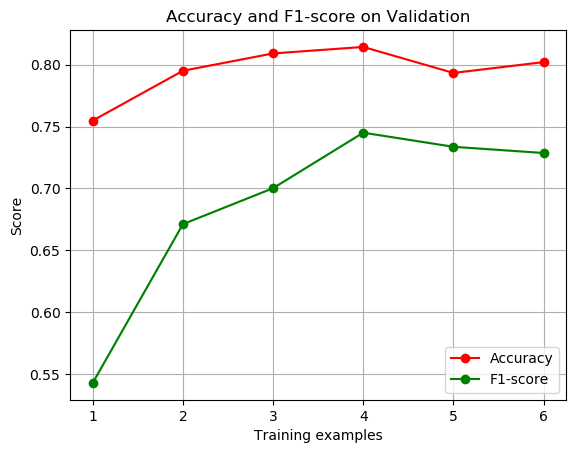 Accuracy and F1-score on Validation
Score
0.80
0.75
0.70
0.65
0.60
0.55
Accuracy
F1-score
1 2 3 4 5 6
Training examples